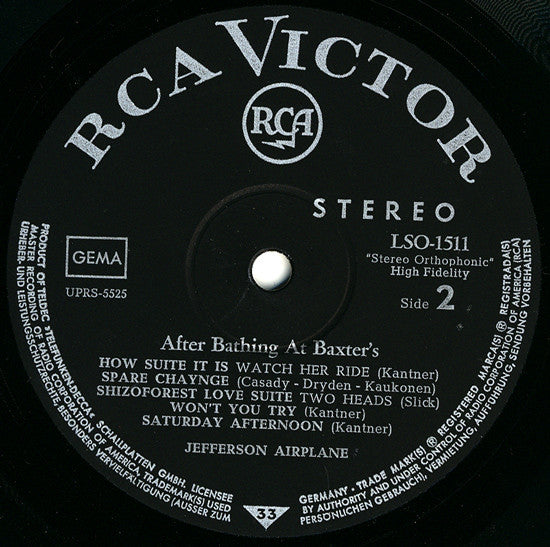 RCA VICTOR
RCA
STEREO
LSO-1511
"Stereo Orthophonic"
High Fidelity
GEMA
UPRS-5525
Side 2
After Bathing At Baxter's
HOW SUITE IT IS WATCH HER RIDE (Kantner)
SPARE CHAYNGE (Casady - Dryden - Kaukonen)
SHIZOFOREST LOVE SUITE TWO HEADS (Slick)
WON'T YOU TRY (Kantner)
SATURDAY AFTERNOON (Kantner)
JEFFERSON AIRPLANE
PRODUCT OF TELDEC »TELEFUNKEN-DECCA« SCHALLPLATTEN GMBH. LICENSEE
MASTER RECORDING OF RADIO CORPORATION OF AMERICA, TRADEMARK(S) USED
URHEBER- UND LEISTUNGSSCHUTZRECHTE, BESONDERS VERVIELFÄLTIGUNG (AUSSER ZUM
33
GERMANY - TRADE MARK(S) ® REGISTERED MARCA(S) ® REGISTRADA(S)
BY AUTHORITY AND UNDER CONTROL OF RADIO CORPORATION OF AMERICA (RCA)
PERSÖNLICHEN GEBRAUCH), VERMIETUNG, AUFFÜHRUNG, SENDUNG VORBEHALTEN